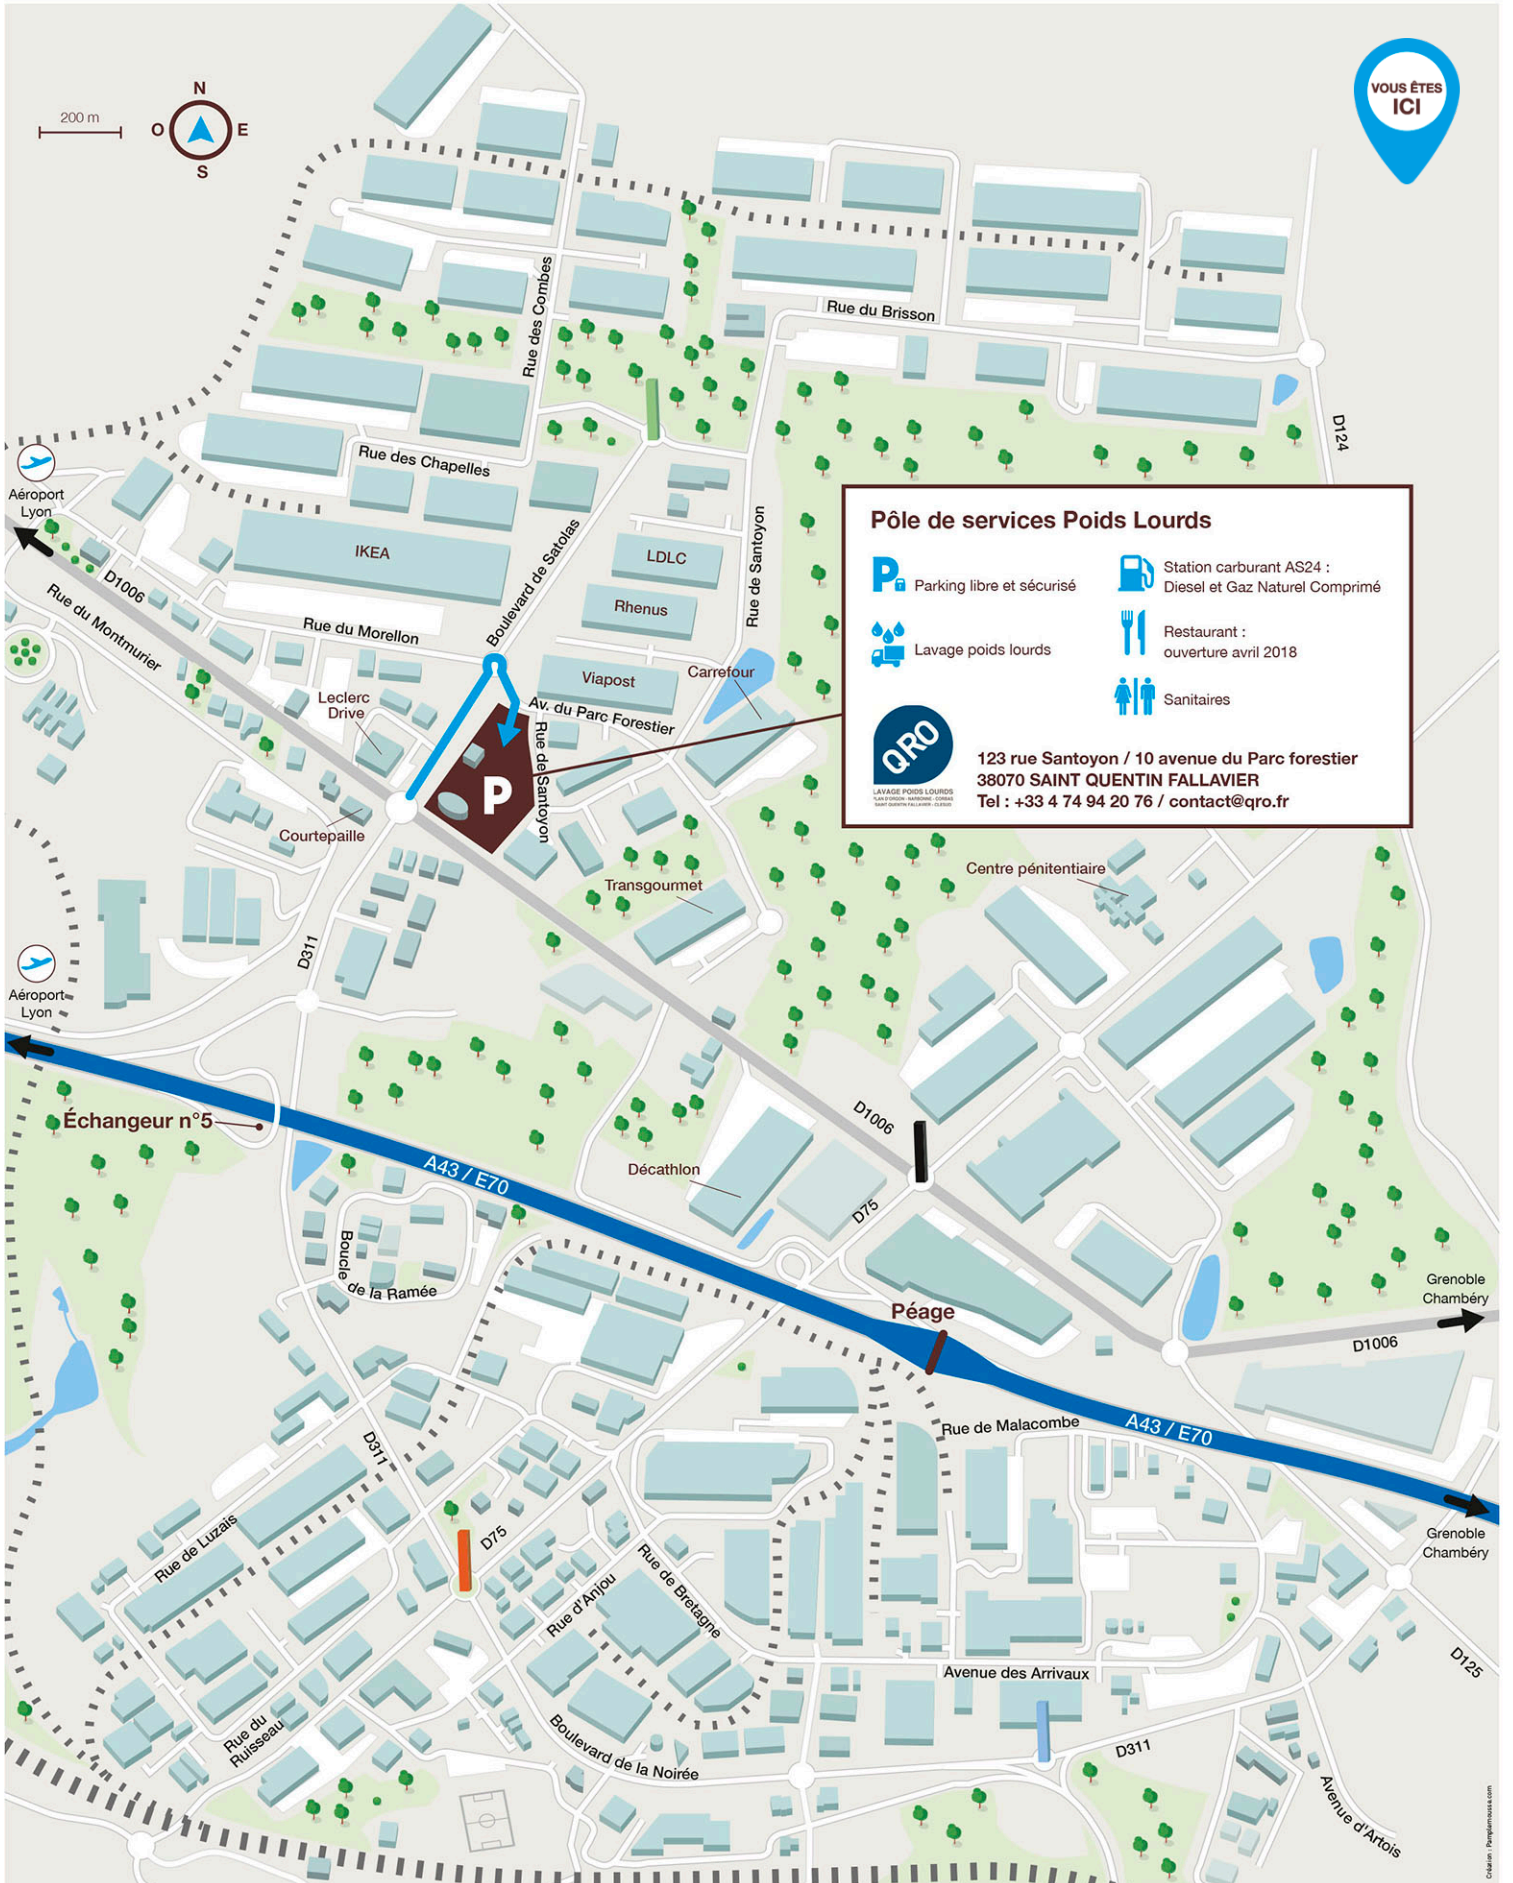 200 m
N
O
E
S
VOUS ÊTES
ICI
Rue des Combes
Rue du Brisson
D124
Rue des Chapelles
Aéroport
Lyon
IKEA
Boulevard de Satolas
LDLC
Rue de Santoyon
Rhenus
D1006
Rue du Montmurier
Rue du Morellon
Viapost
Carrefour
Leclerc
Drive
Av. du Parc Forestier
Rue de Santoyon
P
Courtepaille
Pôle de services Poids Lourds
P
Parking libre et sécurisé
Station carburant AS24 :
Diesel et Gaz Naturel Comprimé
Lavage poids lourds
Restaurant :
ouverture avril 2018
Sanitaires
QRO
LAVAGE POIDS LOURDS
123 rue Santoyon / 10 avenue du Parc forestier
38070 SAINT QUENTIN FALLAVIER
Tel : +33 4 74 94 20 76 / contact@qro.fr
Transgourmet
Centre pénitentiaire
D311
Aéroport
Lyon
Échangeur n°5
A43 / E70
D1006
Décathlon
D75
Boucle
de la Ramée
Péage
Grenoble
Chambéry
D1006
Rue de Malacombe
A43 / E70
D311
Rue de Luzais
D75
Rue d'Anjou
Rue de Bretagne
Grenoble
Chambéry
D125
Avenue des Arrivaux
Rue du
Ruisseau
Boulevard de la Noirée
D311
Avenue d'Artois
Création : Pamplemousse.com